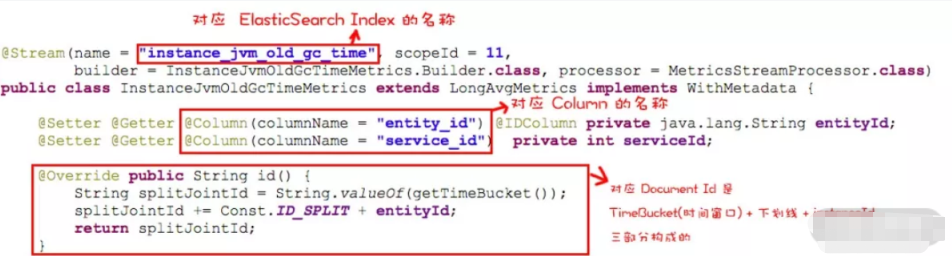 对应 ElasticSearch Index 的名称
@Stream(name = "instance_jvm_old_gc_time", scopeId = 11,
builder = InstanceJvmOldGcTimeMetrics.Builder.class, processor = MetricsStreamProcessor.class)
public class InstanceJvmOldGcTimeMetrics extends LongAvgMetrics implements WithMetadata {
对应 Column 的名称
@Setter @Getter @Column(columnName = "entity_id") @IDColumn private java.lang.String entityId;
@Setter @Getter @Column(columnName = "service_id") private int serviceId;
@Override public String id() {
String splitJointId = String.valueOf(getTimeBucket());
splitJointId += Const.ID_SPLIT + entityId;
return splitJointId;
}
对应 Document Id 是
TimeBucket(时间窗口) + 下划线 +
三部分构成的